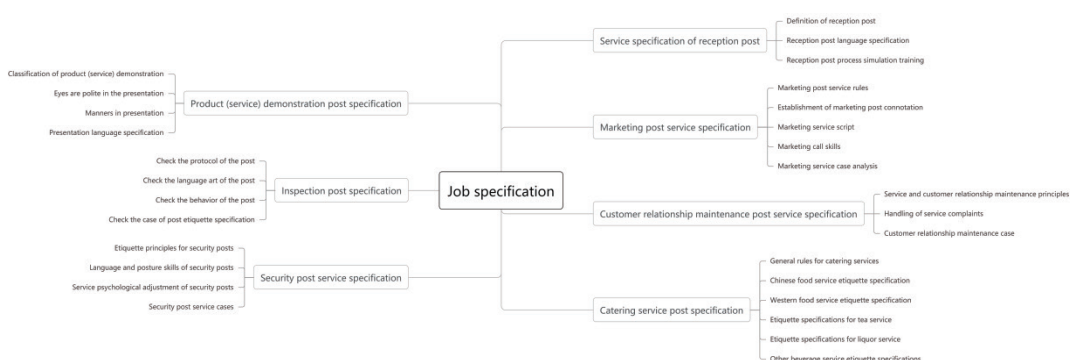 Job specification
Service specification of reception post
Definition of reception post
Reception post language specification
Reception post process simulation training
Marketing post service specification
Marketing post service rules
Establishment of marketing post connotation
Marketing service script
Marketing call skills
Marketing service case analysis
Customer relationship maintenance post service specification
Service and customer relationship maintenance principles
Handling of service complaints
Customer relationship maintenance case
Catering service post specification
General rules for catering services
Chinese food service etiquette specification
Western food service etiquette specification
Etiquette specifications for tea service
Etiquette specifications for liquor service
Other beverage service etiquette specifications
Product (service) demonstration post specification
Classification of product (service) demonstration
Eyes are polite in the presentation
Manners in presentation
Presentation language specification
Inspection post specification
Check the protocol of the post
Check the language art of the post
Check the behavior of the post
Check the case of post etiquette specification
Security post service specification
Etiquette principles for security posts
Language and posture skills of security posts
Service psychological adjustment of security posts
Security post service cases